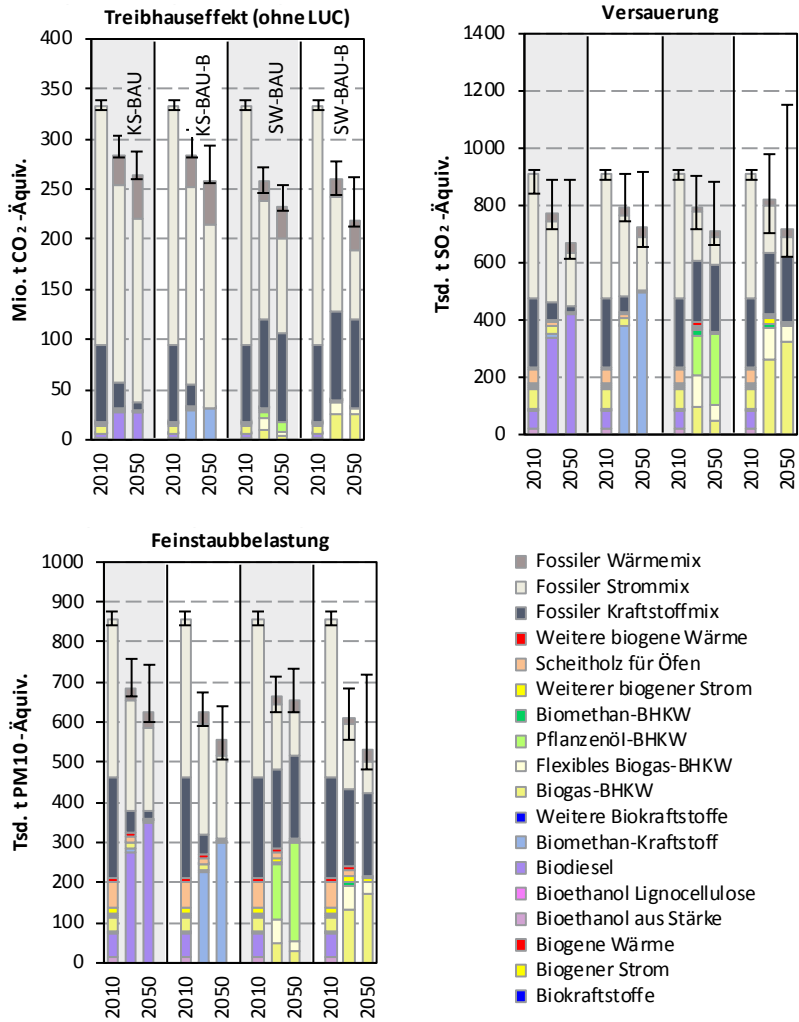 Treibhauseffekt (ohne LUC)
Mio. t CO₂-Äquiv.
400
350
300
250
200
150
100
50
0
KS-BAU
KS-BAU-B
SW-BAU
SW-BAU-B
2010
2050
2010
2050
2010
2050
2010
2050
Versauerung
Tsd. t SO₂-Äquiv.
1400
1200
1000
800
600
400
200
0
2010
2050
2010
2050
2010
2050
2010
2050
Feinstaubbelastung
Tsd. t PM10-Äquiv.
1000
900
800
700
600
500
400
300
200
100
0
2010
2050
2010
2050
2010
2050
2010
2050
Fossiler Wärmemix
Fossiler Strommix
Fossiler Kraftstoffmix
Weitere biogene Wärme
Scheitholz für Öfen
Weiterer biogener Strom
Biomethan-BHKW
Pflanzenöl-BHKW
Flexibles Biogas-BHKW
Biogas-BHKW
Weitere Biokraftstoffe
Biomethan-Kraftstoff
Biodiesel
Bioethanol Lignocellulose
Bioethanol aus Stärke
Biogene Wärme
Biogener Strom
Biokraftstoffe